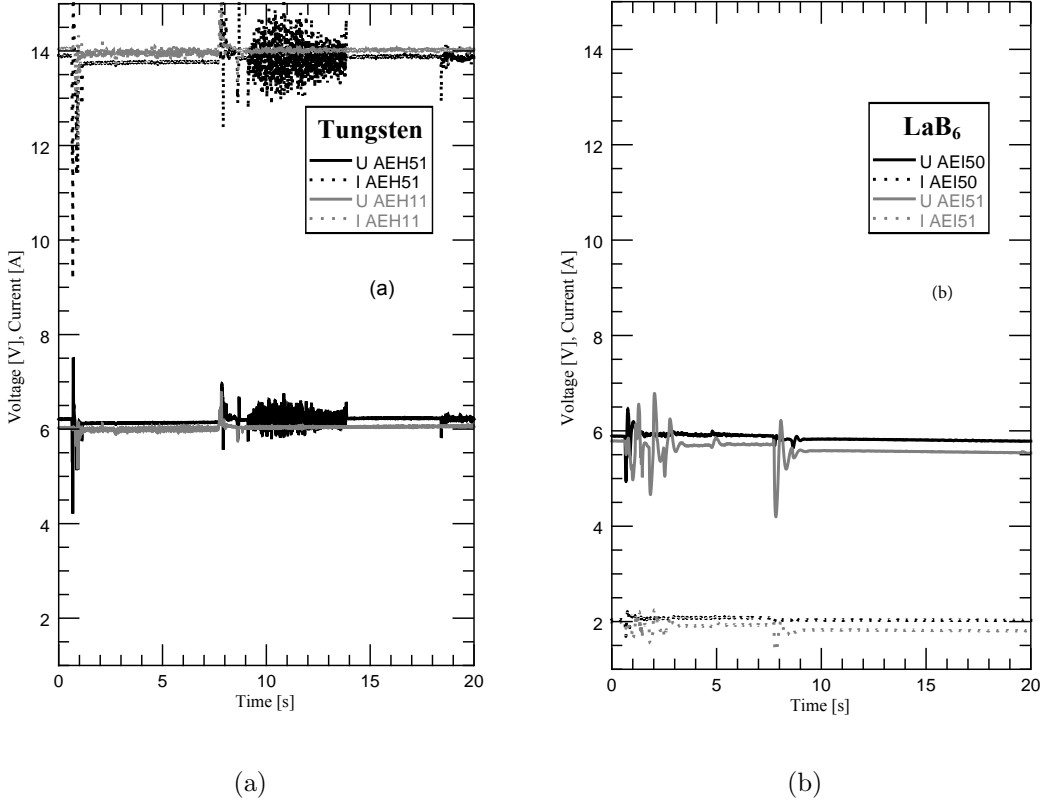 14
12
10
8
6
4
2
0
5
10
15
20
Voltage [V], Current [A]
Time [s]
Tungsten
U AEH51
I AEH51
U AEH11
I AEH11
(a)
14
12
10
8
6
4
2
0
5
10
15
20
Voltage [V], Current [A]
Time [s]
LaB₆
U AEI50
I AEI50
U AEI51
I AEI51
(b)
(a)
(b)